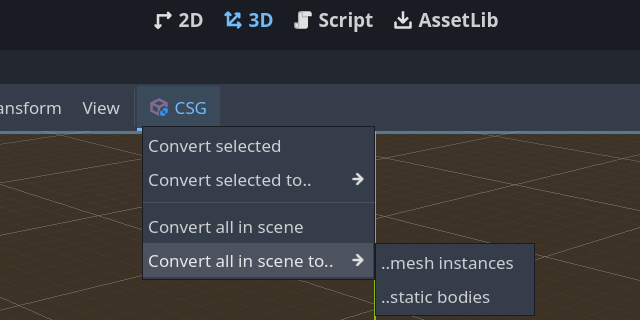 2D 3D Script AssetLib
ansform View CSG
Convert selected
Convert selected to..
Convert all in scene
Convert all in scene to..
..mesh instances
..static bodies